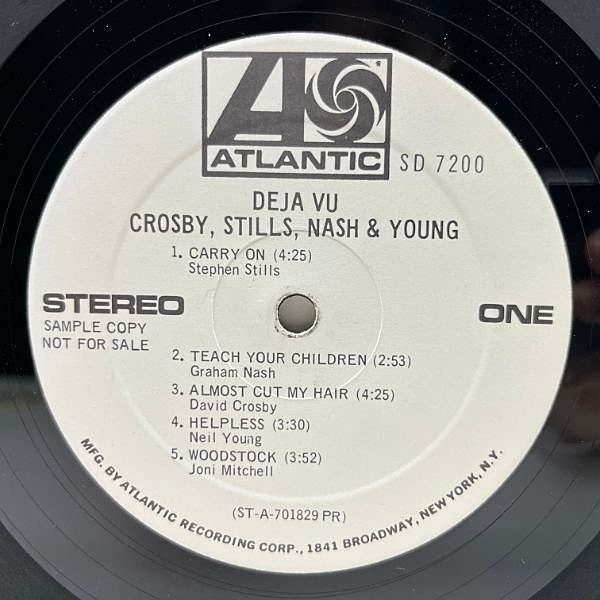 ATLANTIC
SD 7200
DEJA VU
CROSBY, STILLS, NASH & YOUNG
1. CARRY ON (4:25)
Stephen Stills
STEREO
SAMPLE COPY
NOT FOR SALE
ONE
2. TEACH YOUR CHILDREN (2:53)
Graham Nash
3. ALMOST CUT MY HAIR (4:25)
David Crosby
4. HELPLESS (3:30)
Neil Young
5. WOODSTOCK (3:52)
Joni Mitchell
(ST-A-701829 PR)
MFG. BY ATLANTIC RECORDING CORP., 1841 BROADWAY, NEW YORK, N.Y.